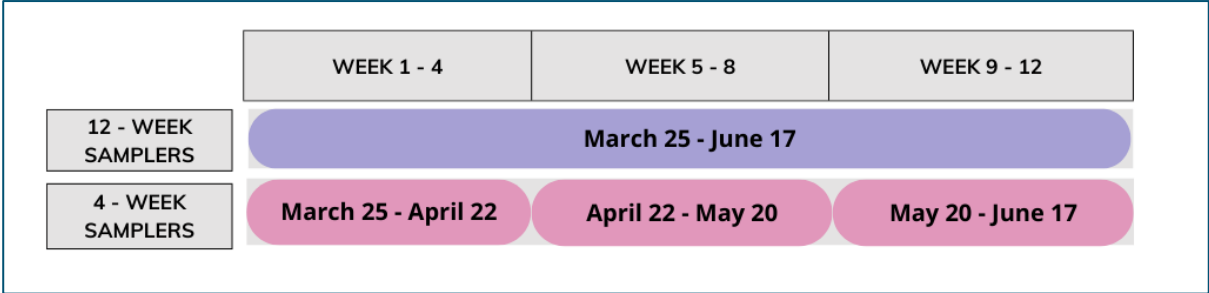 WEEK 1 - 4
WEEK 5 - 8
WEEK 9 - 12
12 - WEEK
SAMPLERS
March 25 - June 17
4 - WEEK
SAMPLERS
March 25 - April 22
April 22 - May 20
May 20 - June 17